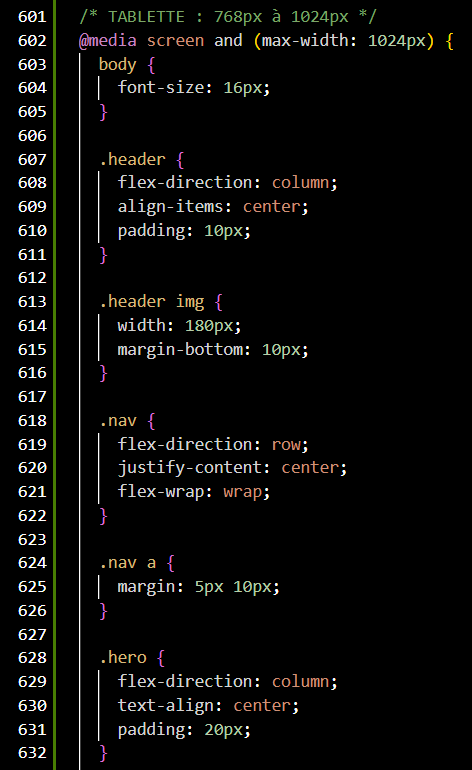 601 /* TABLETTE : 768px à 1024px */
602 @media screen and (max-width: 1024px) {
603 body {
604 font-size: 16px;
605 }
606
607 .header {
608 flex-direction: column;
609 align-items: center;
610 padding: 10px;
611 }
612
613 .header img {
614 width: 180px;
615 margin-bottom: 10px;
616 }
617
618 .nav {
619 flex-direction: row;
620 justify-content: center;
621 flex-wrap: wrap;
622 }
623
624 .nav a {
625 margin: 5px 10px;
626 }
627
628 .hero {
629 flex-direction: column;
630 text-align: center;
631 padding: 20px;
632 }